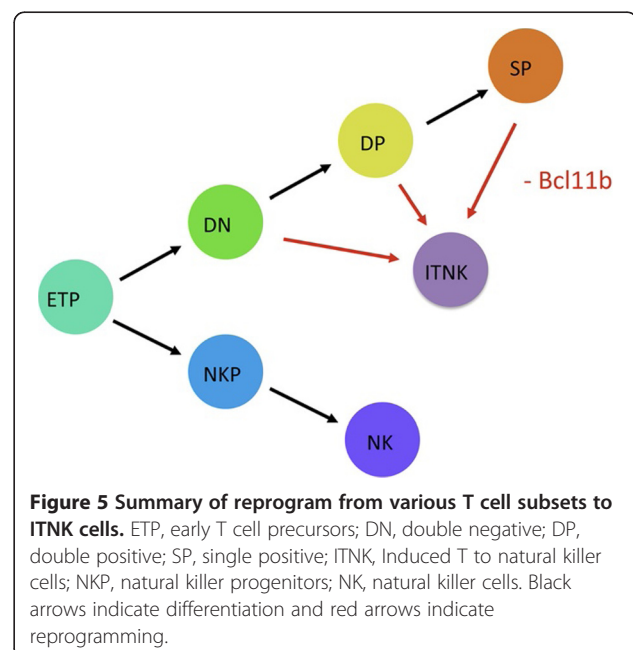 SP
DP
- Bcl11b
DN
ITNK
ETP
NKP
NK
Figure 5 Summary of reprogram from various T cell subsets to
ITNK cells. ETP, early T cell precursors; DN, double negative; DP,
double positive; SP, single positive; ITNK, Induced T to natural killer
cells; NKP, natural killer progenitors; NK, natural killer cells. Black
arrows indicate differentiation and red arrows indicate
reprogramming.